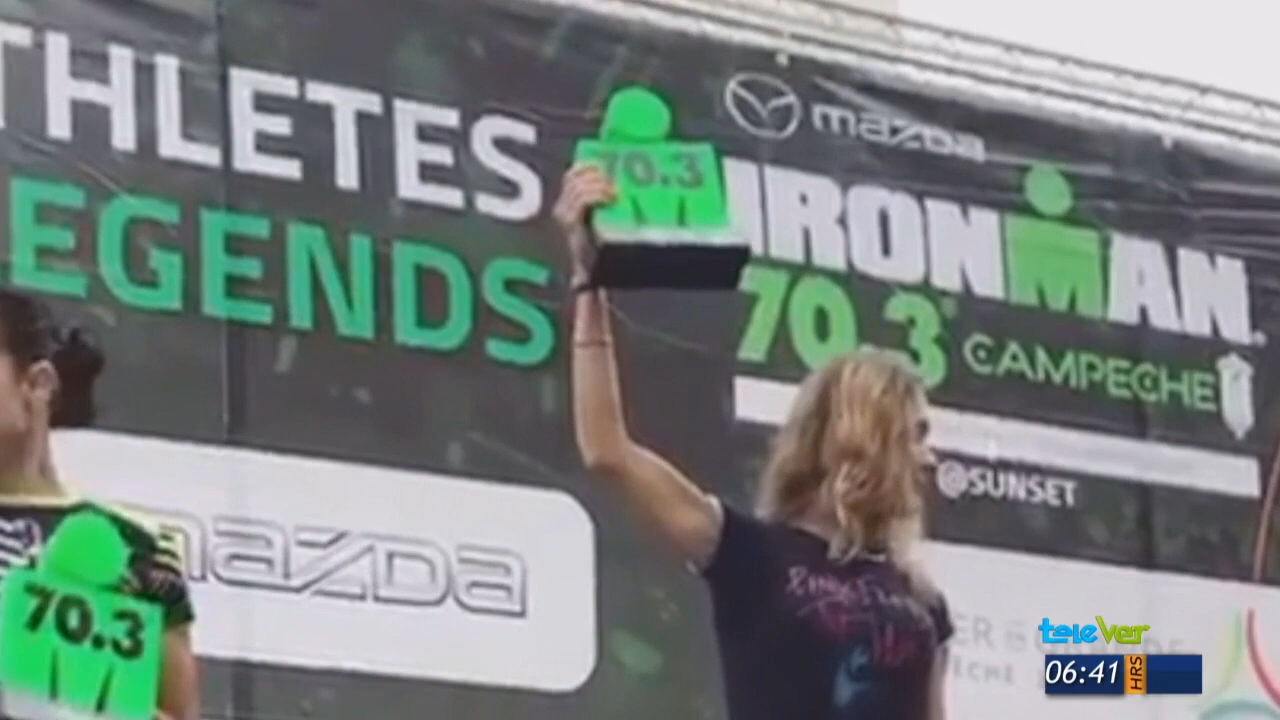 THLETES
EGENDS
70.3
mazda
IRONMAN
70.3 CAMPECHE
@SUNSET
mazda
70.3
teleVer
06:41 HRS